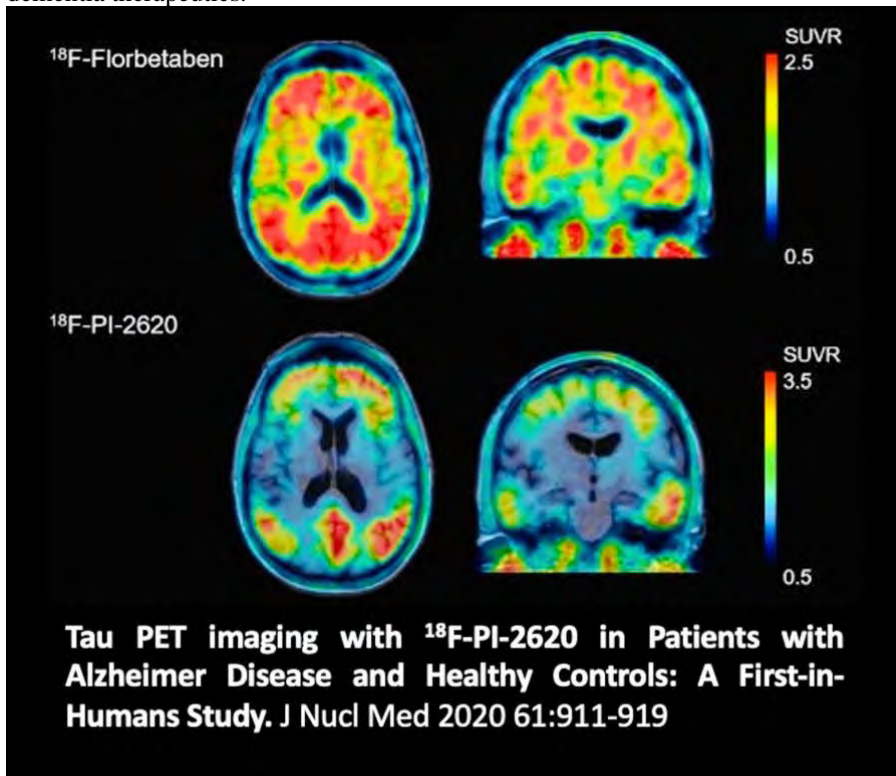 dementia therapeutics.
¹⁸F-Florbetaben
SUVR
2.5
0.5
¹⁸F-PI-2620
SUVR
3.5
0.5
Tau PET imaging with ¹⁸F-PI-2620 in Patients with
Alzheimer Disease and Healthy Controls: A First-in-
Humans Study. J Nucl Med 2020 61:911-919